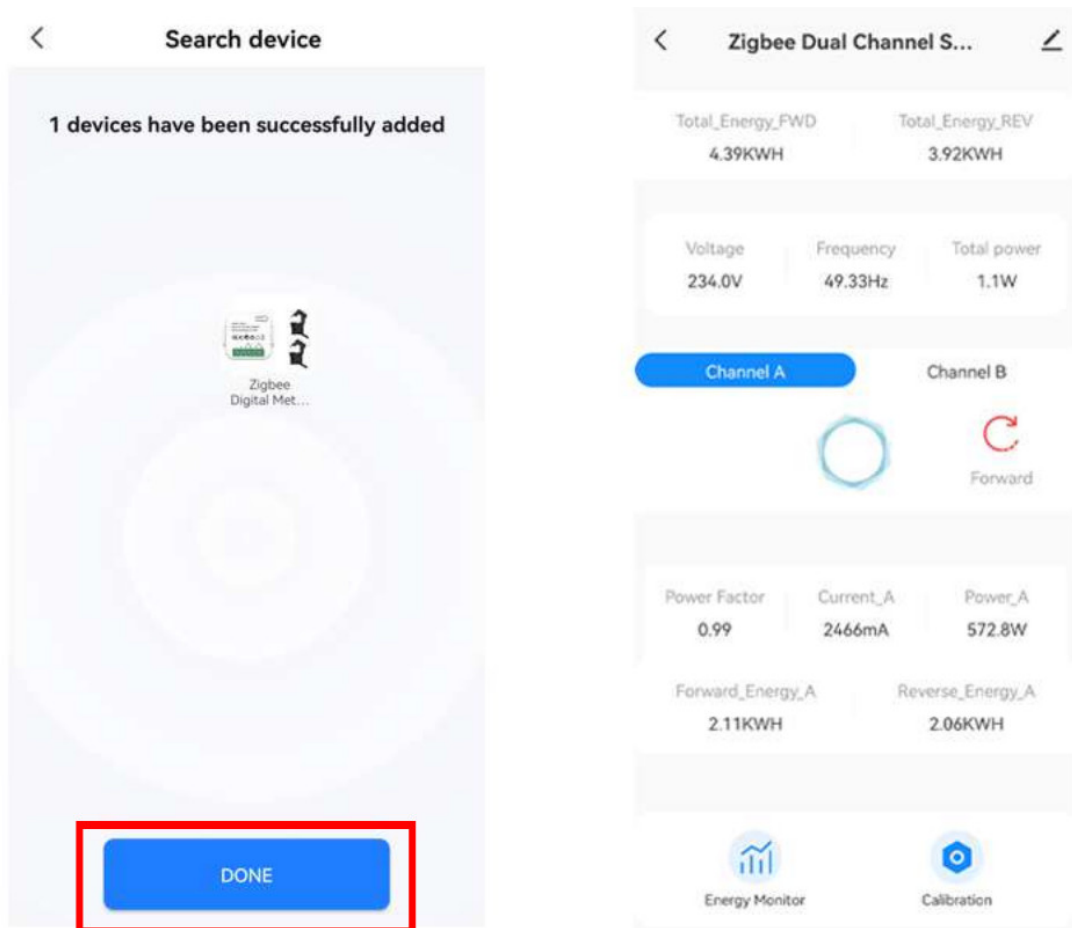 Search device
1 devices have been successfully added
Zigbee
Digital Met...
DONE
Zigbee Dual Channel S...
Total_Energy_FWD Total_Energy_REV
4.39KWH 3.92KWH
Voltage Frequency Total power
234.0V 49.33Hz 1.1W
Channel A Channel B
Forward
Power Factor Current_A Power_A
0.99 2466mA 572.8W
Forward_Energy_A Reverse_Energy_A
2.11KWH 2.06KWH
Energy Monitor Calibration